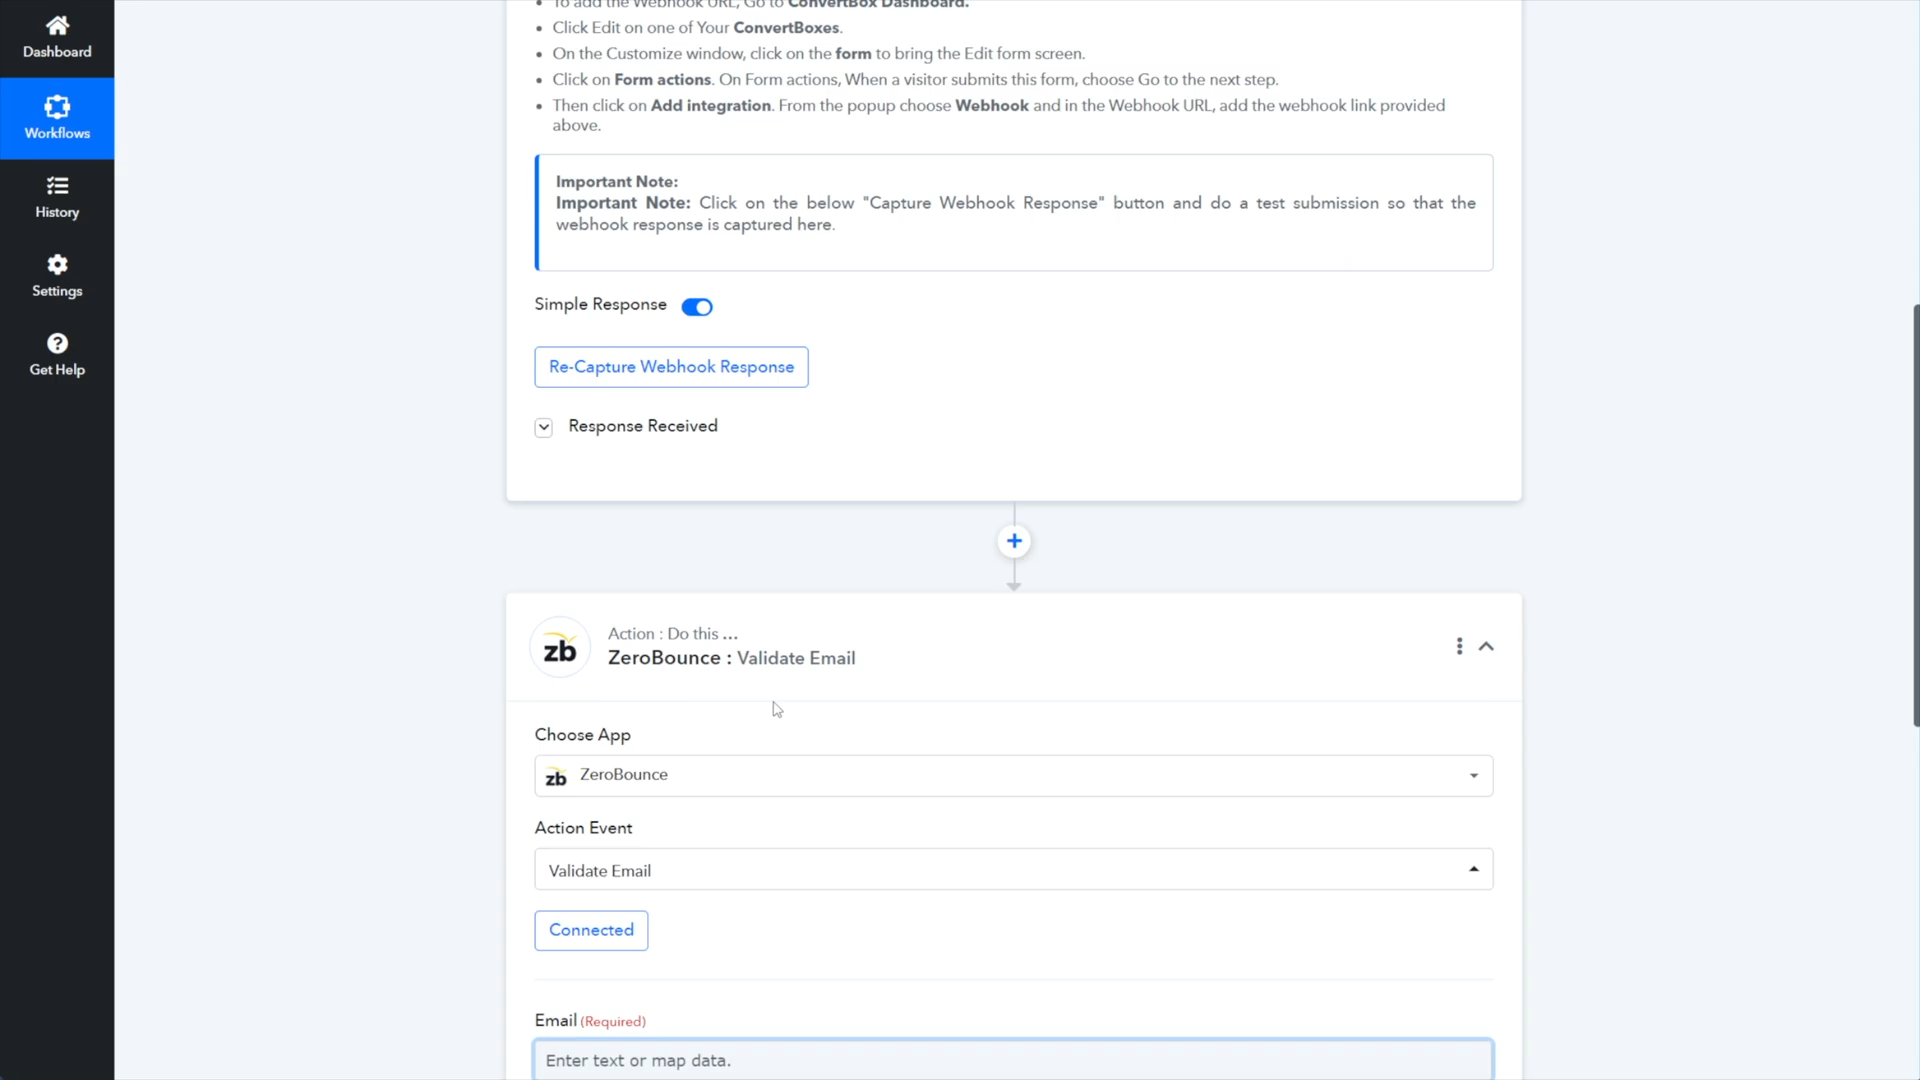 Dashboard
Workflows
History
Settings
Get Help
To add the Webhook URL, Go to ConvertBox Dashboard.
Click Edit on one of Your ConvertBoxes.
On the Customize window, click on the form to bring the Edit form screen.
Click on Form actions. On Form actions, When a visitor submits this form, choose Go to the next step.
Then click on Add integration. From the popup choose Webhook and in the Webhook URL, add the webhook link provided
above.
Important Note:
Important Note: Click on the below "Capture Webhook Response" button and do a test submission so that the
webhook response is captured here.
Simple Response
Re-Capture Webhook Response
Response Received
zb
Action : Do this ...
ZeroBounce : Validate Email
Choose App
zb ZeroBounce
Action Event
Validate Email
Connected
Email (Required)
Enter text or map data.